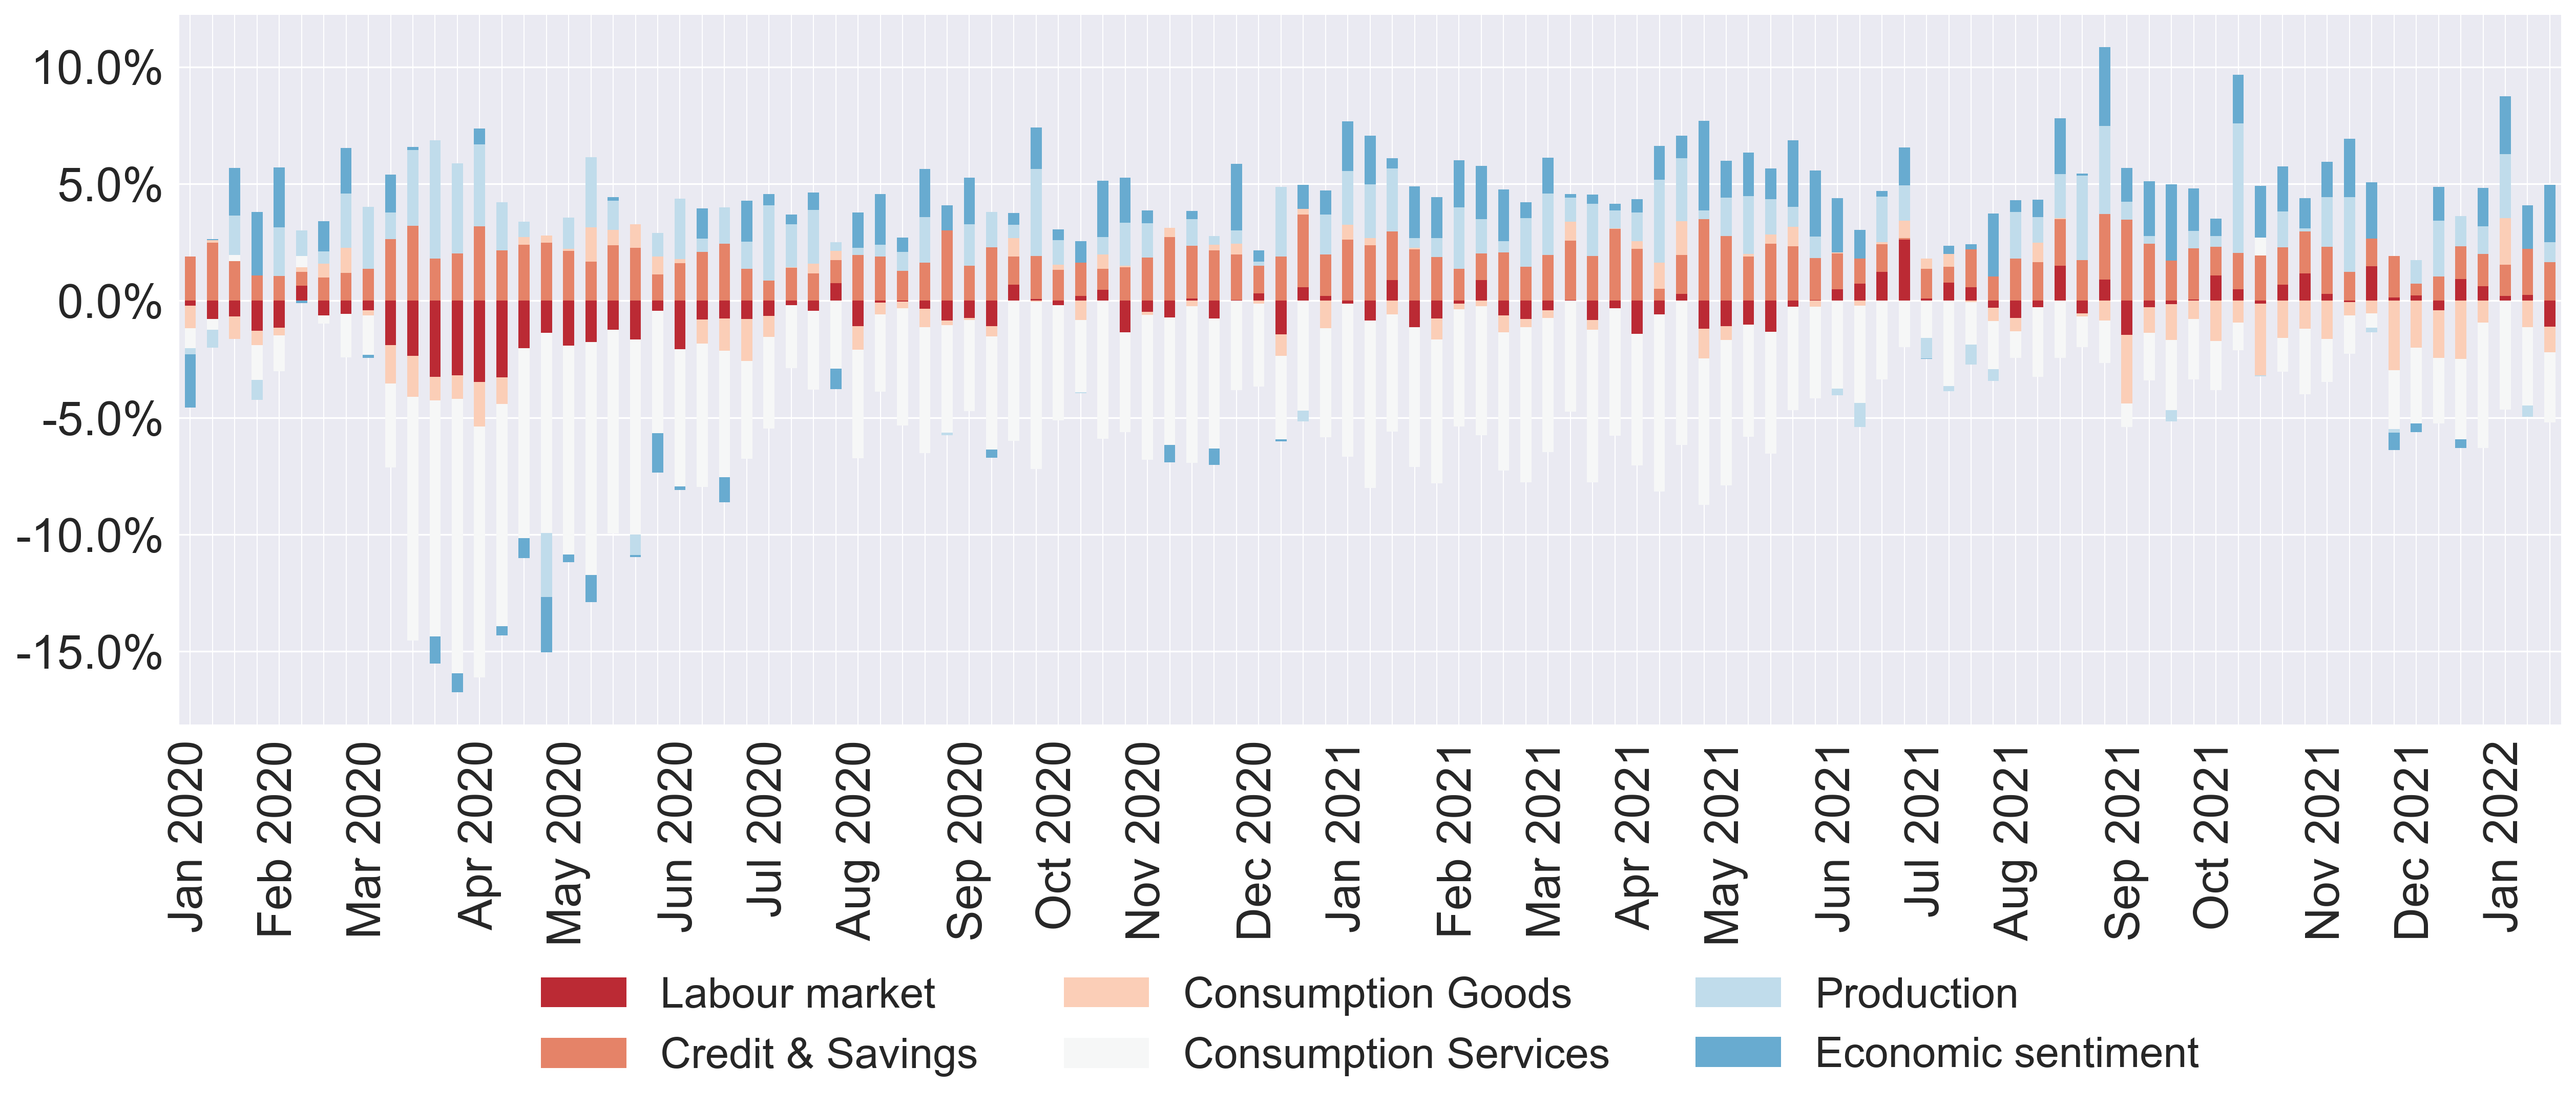 10.0%
5.0%
0.0%
-5.0%
-10.0%
-15.0%
Jan 2020
Feb 2020
Mar 2020
Apr 2020
May 2020
Jun 2020
Jul 2020
Aug 2020
Sep 2020
Oct 2020
Nov 2020
Dec 2020
Jan 2021
Feb 2021
Mar 2021
Apr 2021
May 2021
Jun 2021
Jul 2021
Aug 2021
Sep 2021
Oct 2021
Nov 2021
Dec 2021
Jan 2022
Labour market
Credit & Savings
Consumption Goods
Consumption Services
Production
Economic sentiment